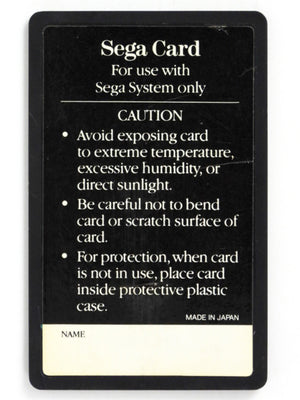 Sega Card
For use with
Sega System only
CAUTION
• Avoid exposing card
to extreme temperature,
excessive humidity, or
direct sunlight.
• Be careful not to bend
card or scratch surface of
card.
• For protection, when card
is not in use, place card
inside protective plastic
case.
MADE IN JAPAN
NAME